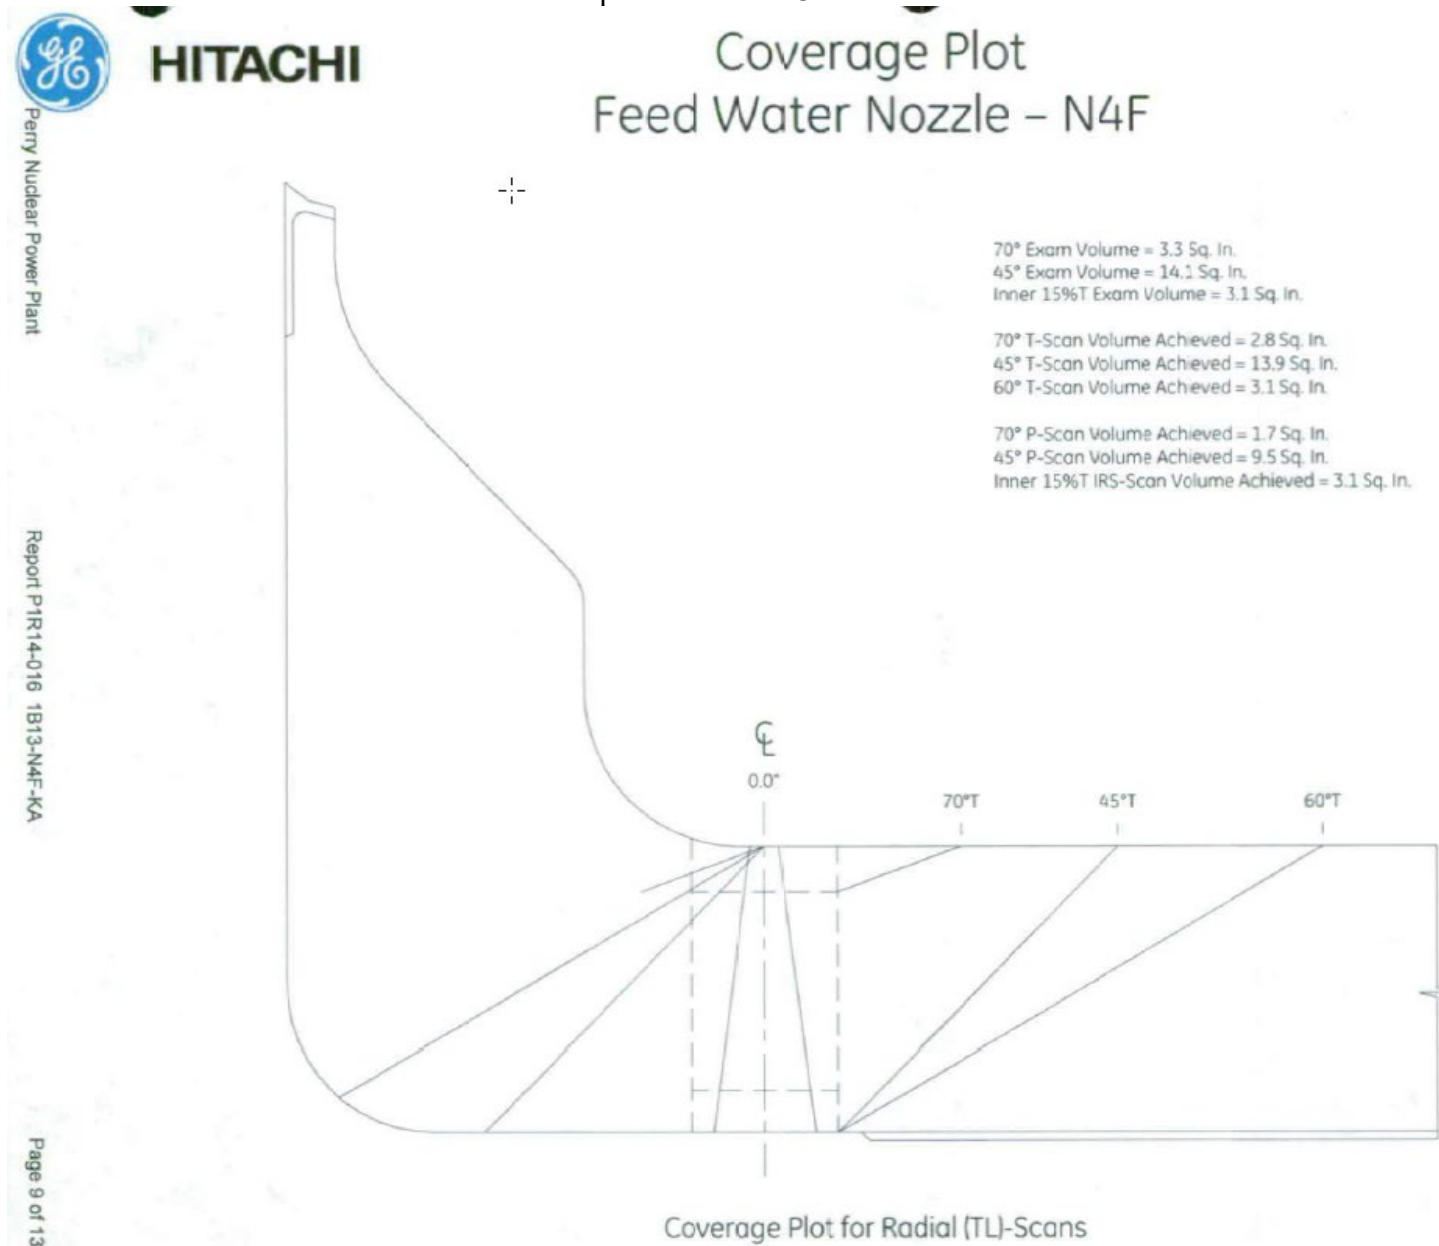 GE
HITACHI
Coverage Plot
Feed Water Nozzle – N4F
Perry Nuclear Power Plant
Report P1R14-016 1B13-N4F-KA
Page 9 of 13
70° Exam Volume = 3.3 Sq. In.
45° Exam Volume = 14.1 Sq. In.
Inner 15%T Exam Volume = 3.1 Sq. In.
70° T-Scan Volume Achieved = 2.8 Sq. In.
45° T-Scan Volume Achieved = 13.9 Sq. In.
60° T-Scan Volume Achieved = 3.1 Sq. In.
70° P-Scan Volume Achieved = 1.7 Sq. In.
45° P-Scan Volume Achieved = 9.5 Sq. In.
Inner 15%T IRS-Scan Volume Achieved = 3.1 Sq. In.
℄
0.0"
70°T
45°T
60°T
Coverage Plot for Radial (TL)-Scans